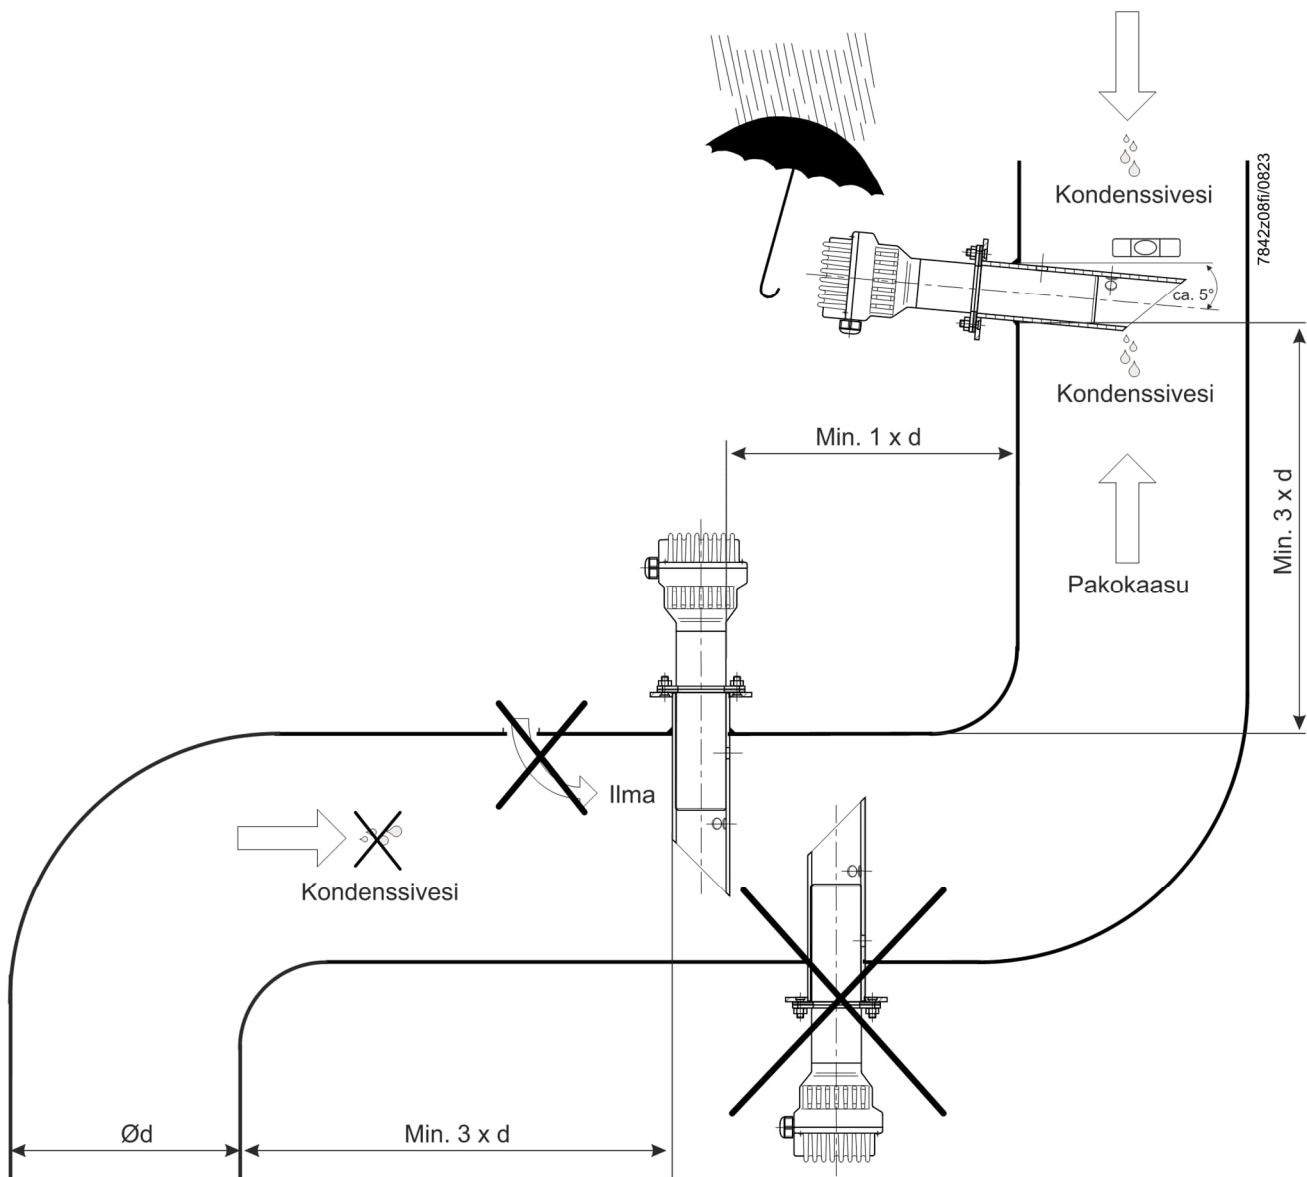 Kondenssivesi
7842z08fi/0823
ca. 5°
Kondenssivesi
Min. 1 x d
Min. 3 x d
Pakokaasu
Ilma
Kondenssivesi
Ød
Min. 3 x d